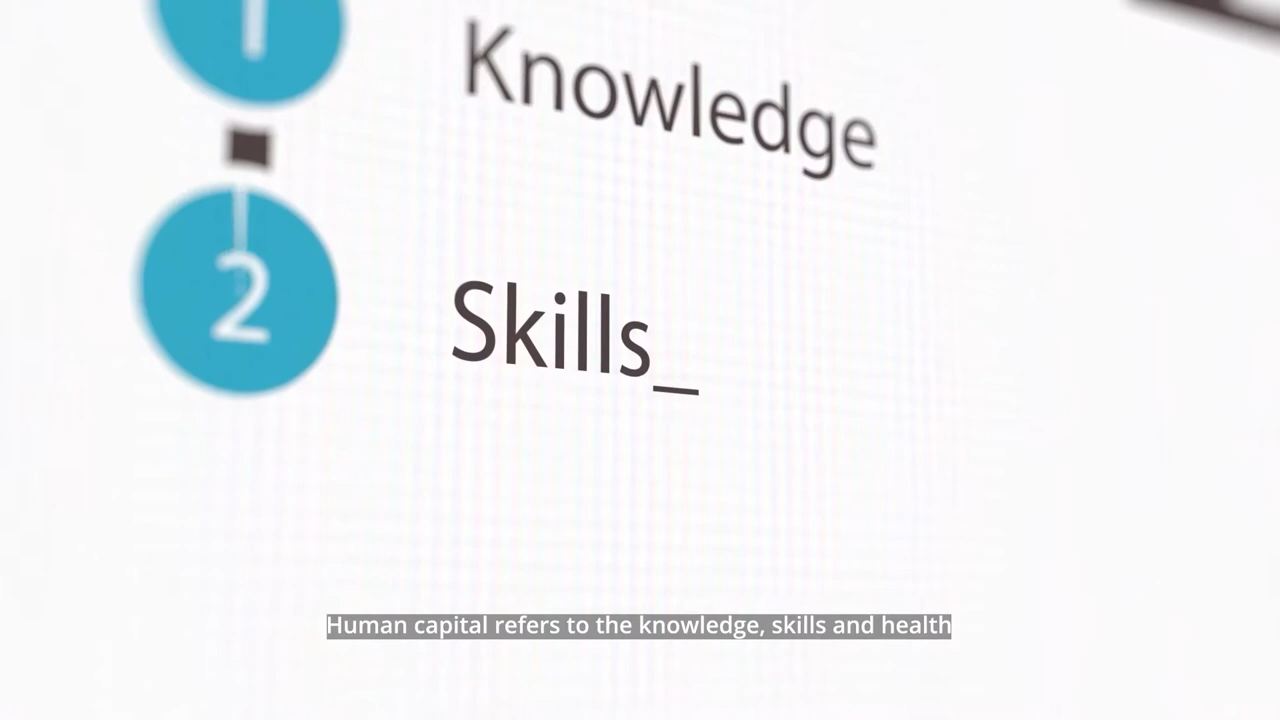 1
Knowledge
2
Skills_
Human capital refers to the knowledge, skills and health